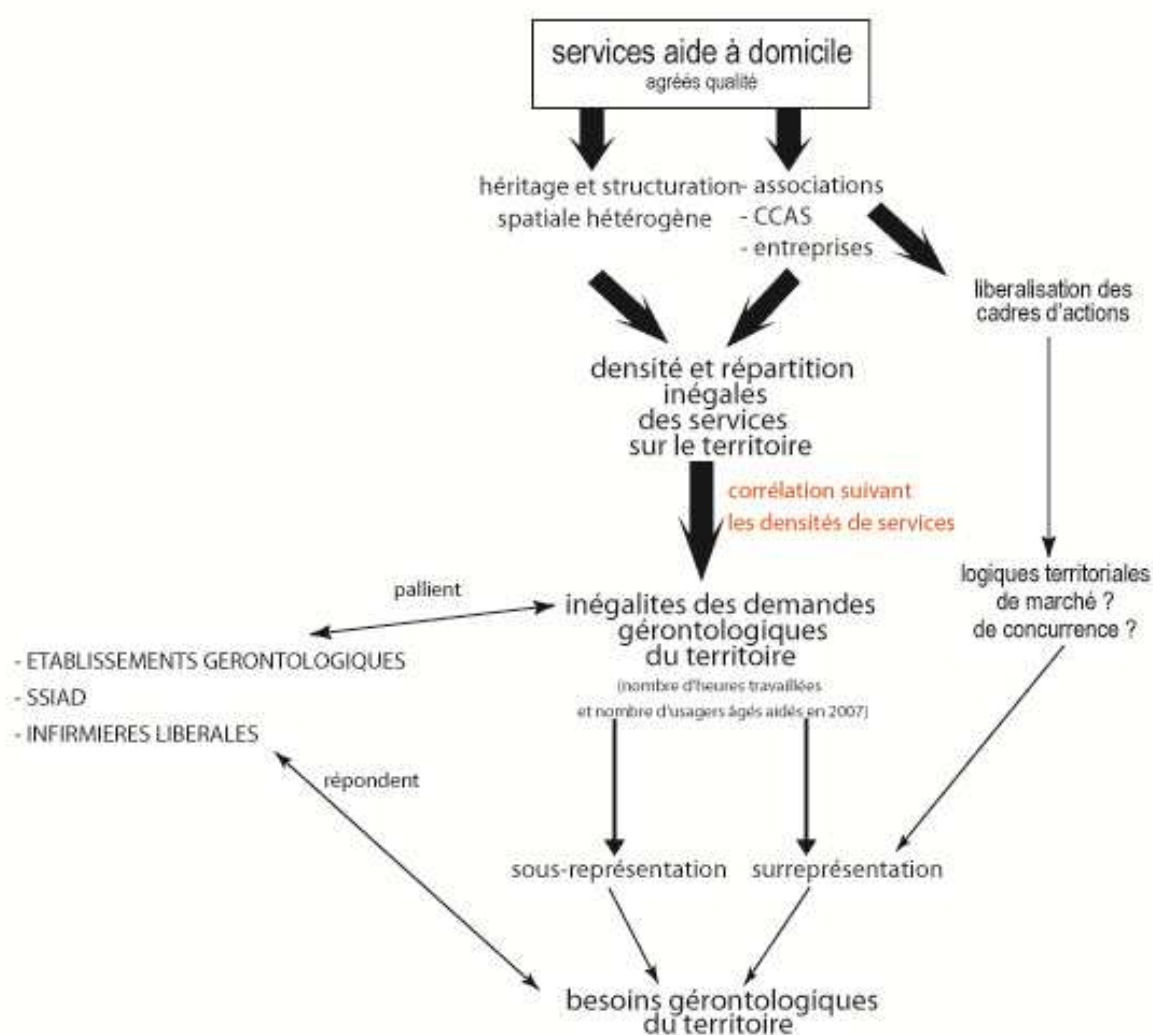 services aide à domicile
agréés qualité
héritage et structuration
spatiale hétérogène
- associations
- CCAS
- entreprises
liberalisation des
cadres d'actions
densité et répartition
inégales
des services
sur le territoire
corrélation suivant
les densités de services
logiques territoriales
de marché ?
de concurrence ?
pallient
inégalites des demandes
gérontologiques
du territoire
(nombre d'heures travaillées
et nombre d'usagers âgés aidés en 2007)
- ETABLISSEMENTS GERONTOLOGIQUES
- SSIAD
- INFIRMIERES LIBERALES
répondent
sous-représentation
surreprésentation
besoins gérontologiques
du territoire